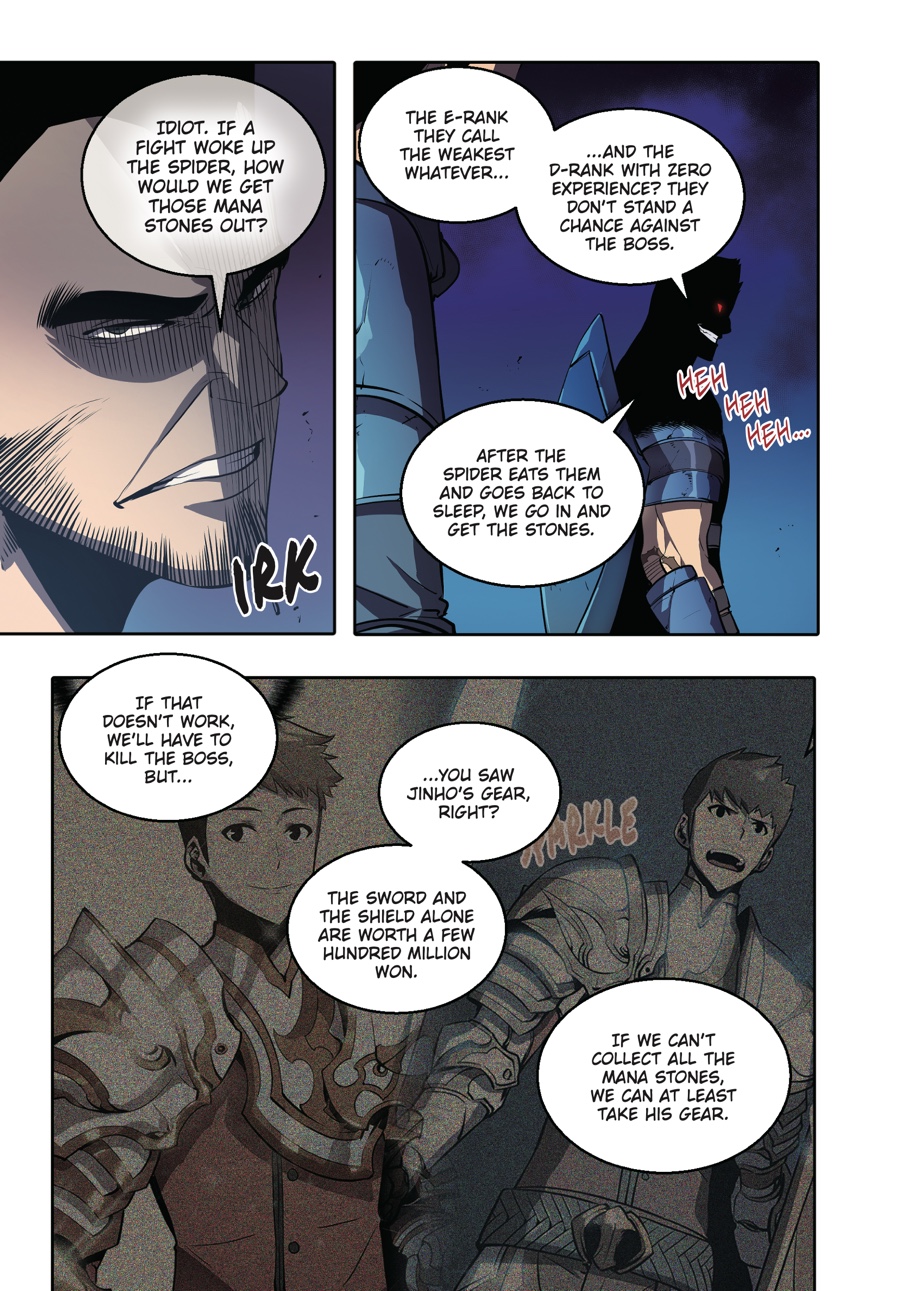 IDIOT. IF A
FIGHT WOKE UP
THE SPIDER, HOW
WOULD WE GET
THOSE MANA
STONES OUT?
IRK
THE E-RANK
THEY CALL
THE WEAKEST
WHATEVER...
...AND THE
D-RANK WITH ZERO
EXPERIENCE? THEY
DON'T STAND A
CHANCE AGAINST
THE BOSS.
HEH
HEH
HEH...
AFTER THE
SPIDER EATS THEM
AND GOES BACK TO
SLEEP, WE GO IN AND
GET THE STONES.
IF THAT
DOESN'T WORK,
WE'LL HAVE TO
KILL THE BOSS,
BUT...
...YOU SAW
JINHO'S GEAR,
RIGHT?
THE SWORD AND
THE SHIELD ALONE
ARE WORTH A FEW
HUNDRED MILLION
WON.
IF WE CAN'T
COLLECT ALL THE
MANA STONES,
WE CAN AT LEAST
TAKE HIS GEAR.